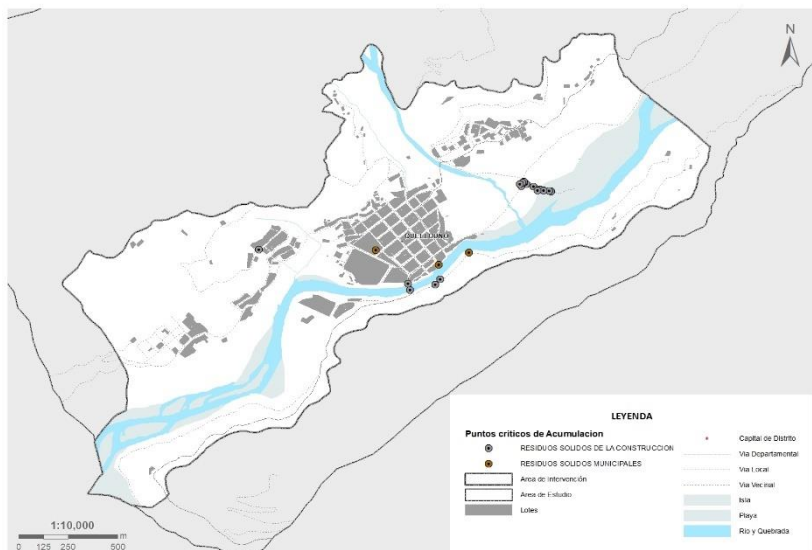 N
QUELLOUNO
LEYENDA
Puntos criticos de Acumulacion
RESIDUOS SOLIDOS DE LA CONSTRUCCION
RESIDUOS SOLIDOS MUNICIPALES
Area de Intervención
Area de Estudio
Lotes
Capital de Distrito
Via Departamental
Via Local
Via Vecinal
Isla
Playa
Rio y Quebrada
1:10,000
0 125 250 500 m